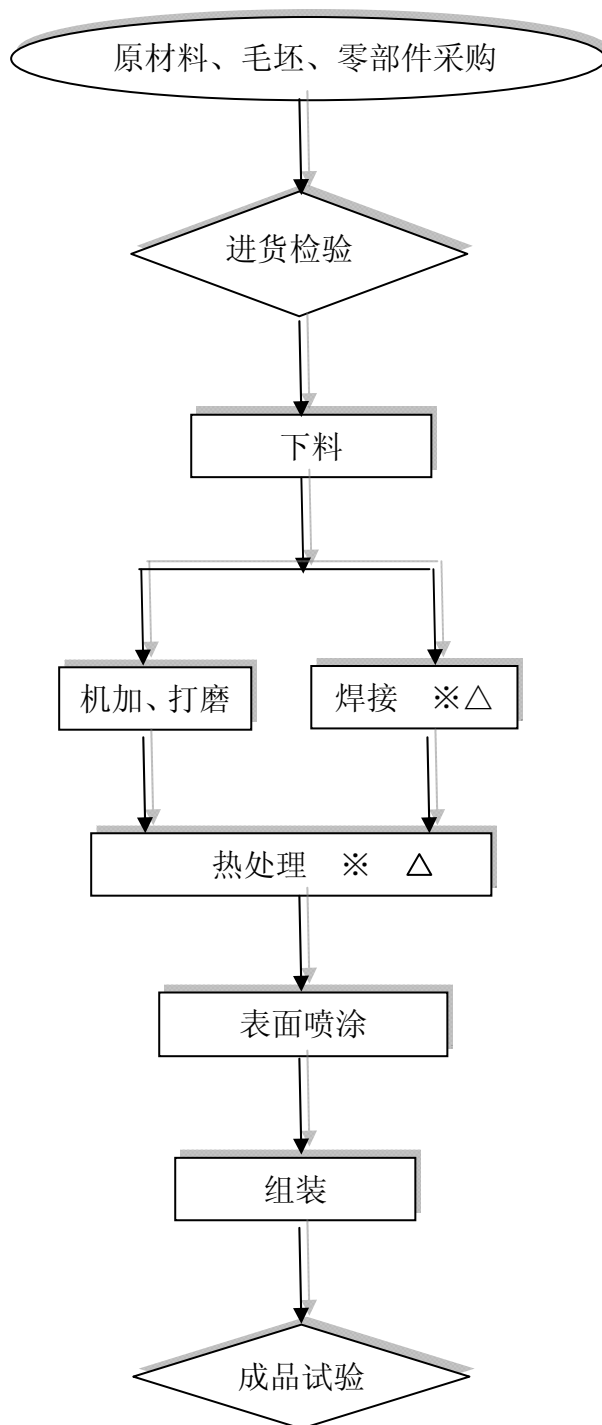 原材料、毛坯、零部件采购
进货检验
下料
机加、打磨
焊接 ※△
热处理 ※ △
表面喷涂
组装
成品试验